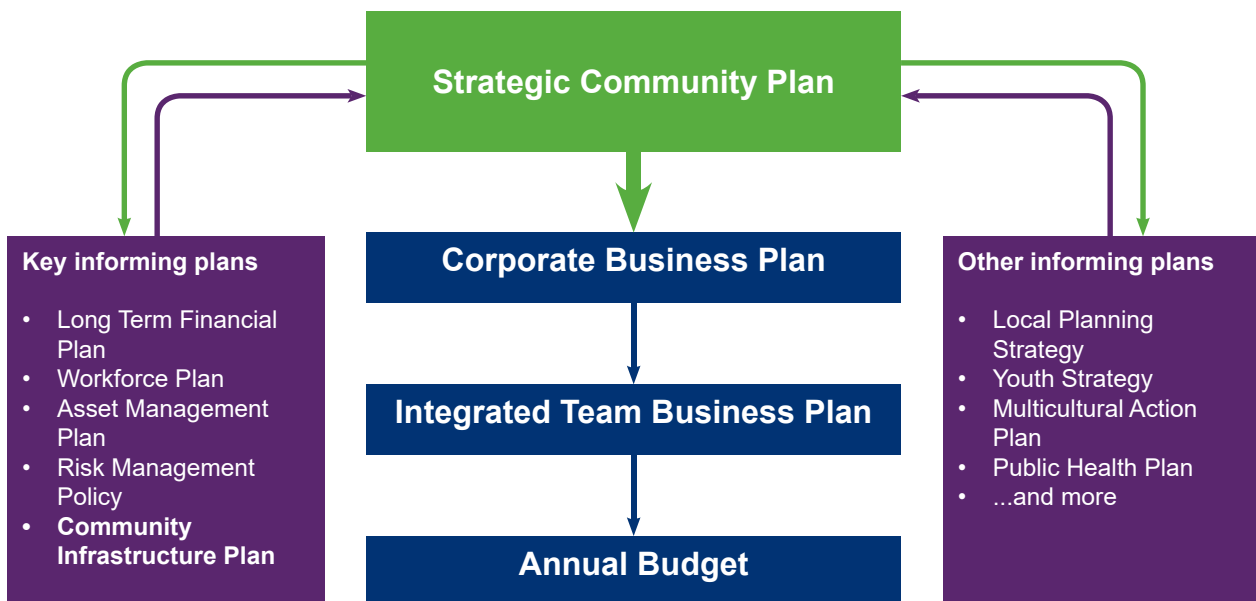 Strategic Community Plan
Corporate Business Plan
Integrated Team Business Plan
Annual Budget
Key informing plans
• Long Term Financial
Plan
• Workforce Plan
• Asset Management
Plan
• Risk Management
Policy
• Community
Infrastructure Plan
Other informing plans
• Local Planning
Strategy
• Youth Strategy
• Multicultural Action
Plan
• Public Health Plan
• ...and more